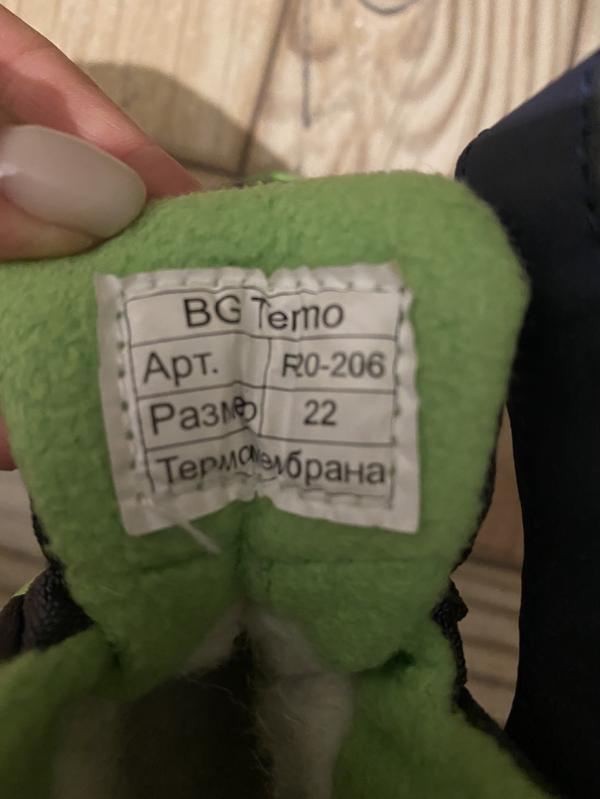 BG Termo
Арт. R0-206
Размер 22
Термомембрана